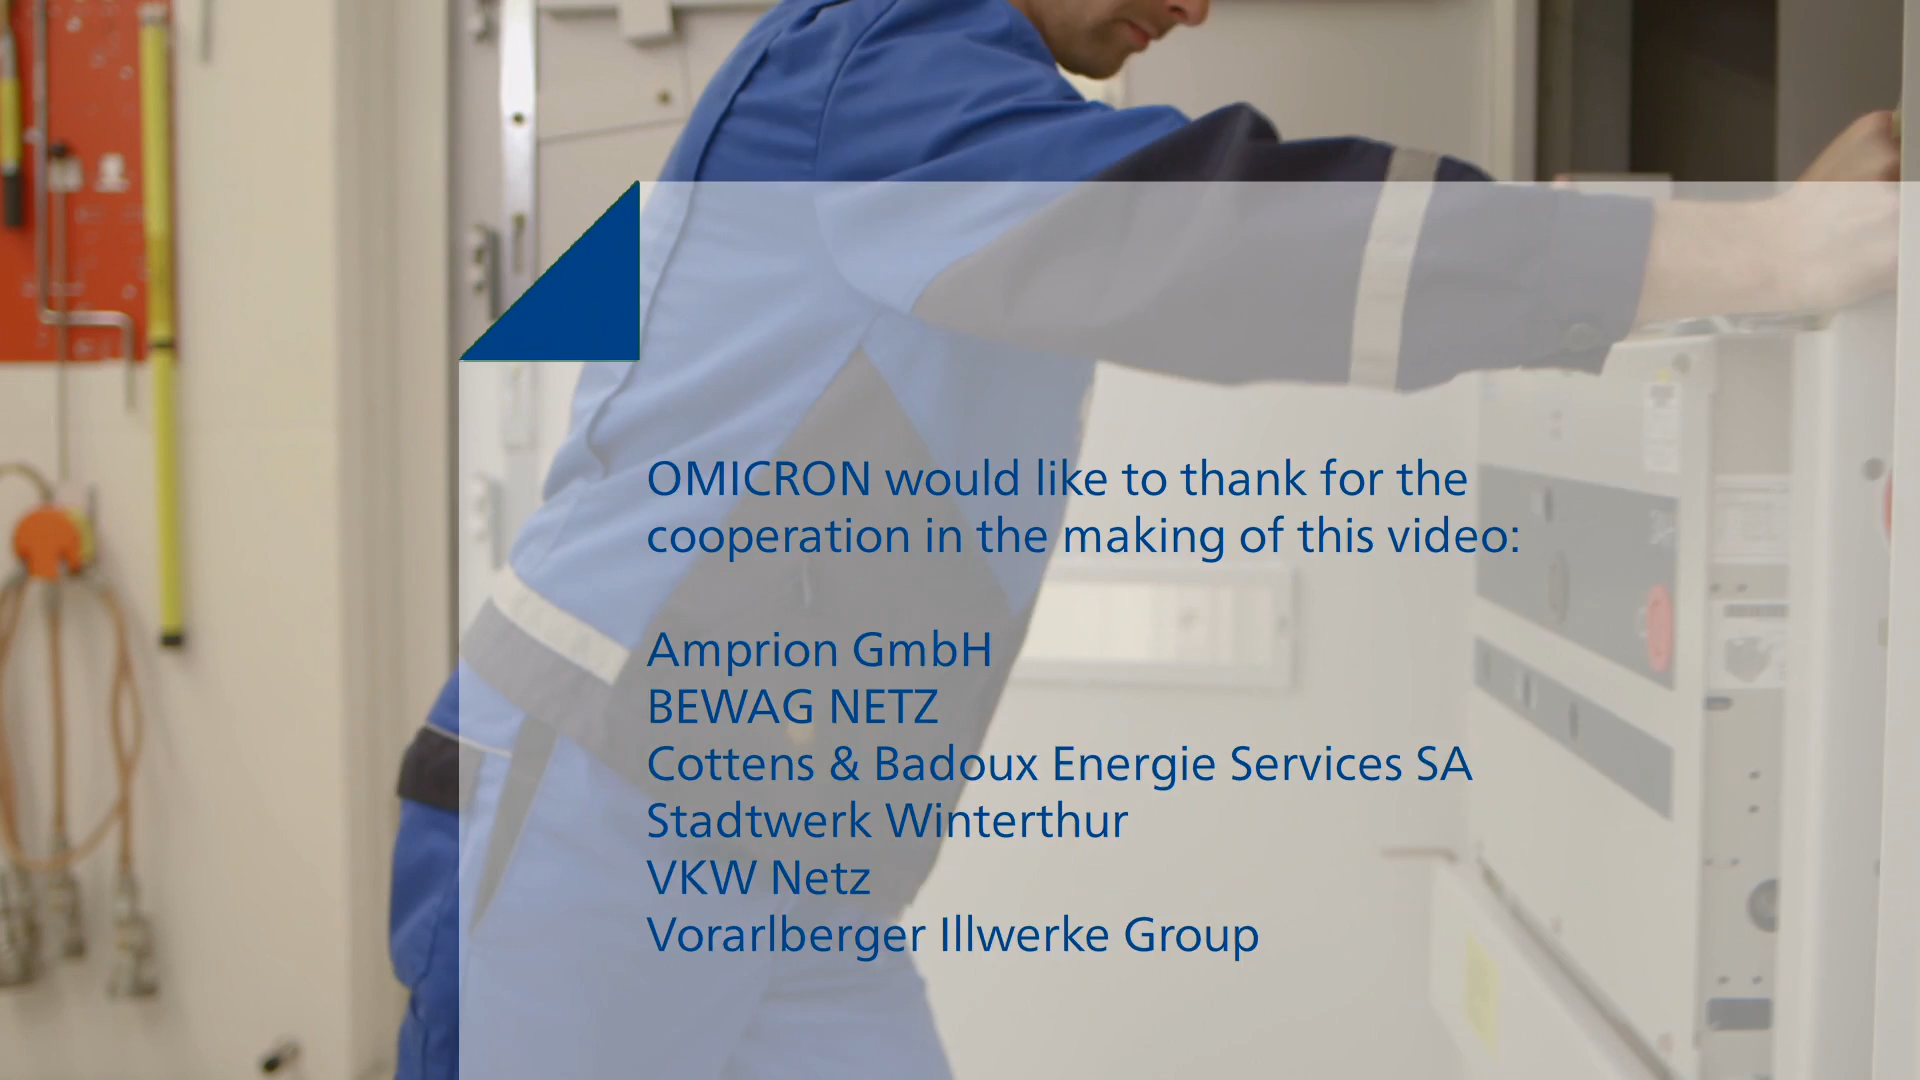 OMICRON would like to thank for the
cooperation in the making of this video:
Amprion GmbH
BEWAG NETZ
Cottens & Badoux Energie Services SA
Stadtwerk Winterthur
VKW Netz
Vorarlberger Illwerke Group